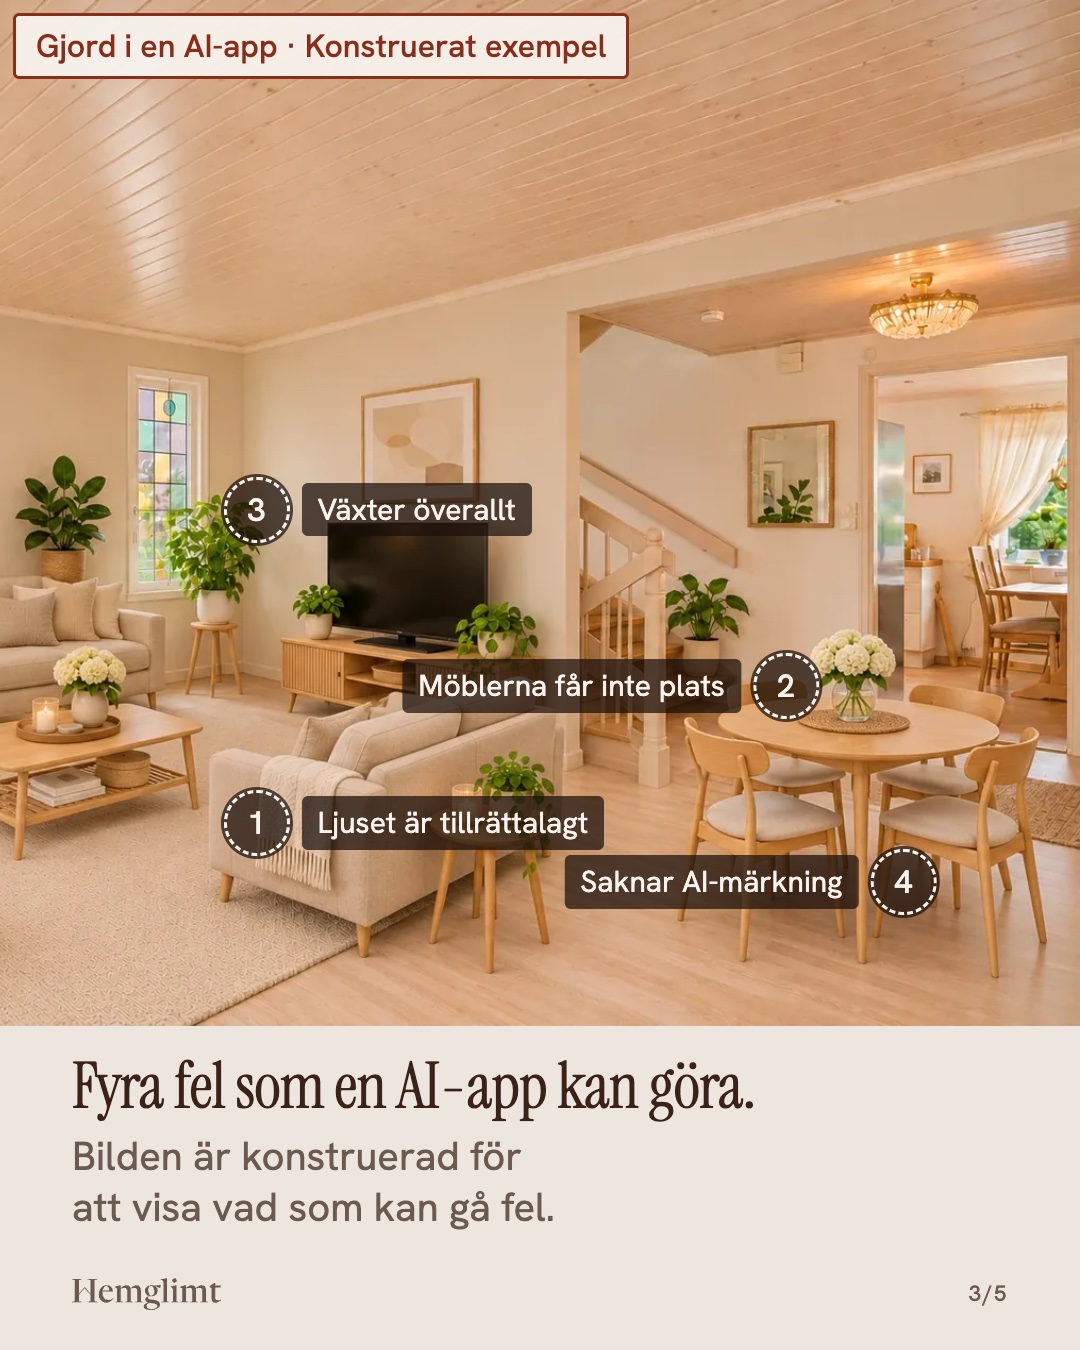 Gjord i en AI-app · Konstruerat exempel
3 Växter överallt
Möblerna får inte plats 2
1 Ljuset är tillrättalagt
Saknar AI-märkning 4
Fyra fel som en AI-app kan göra.
Bilden är konstruerad för
att visa vad som kan gå fel.
Hemglimt
3/5